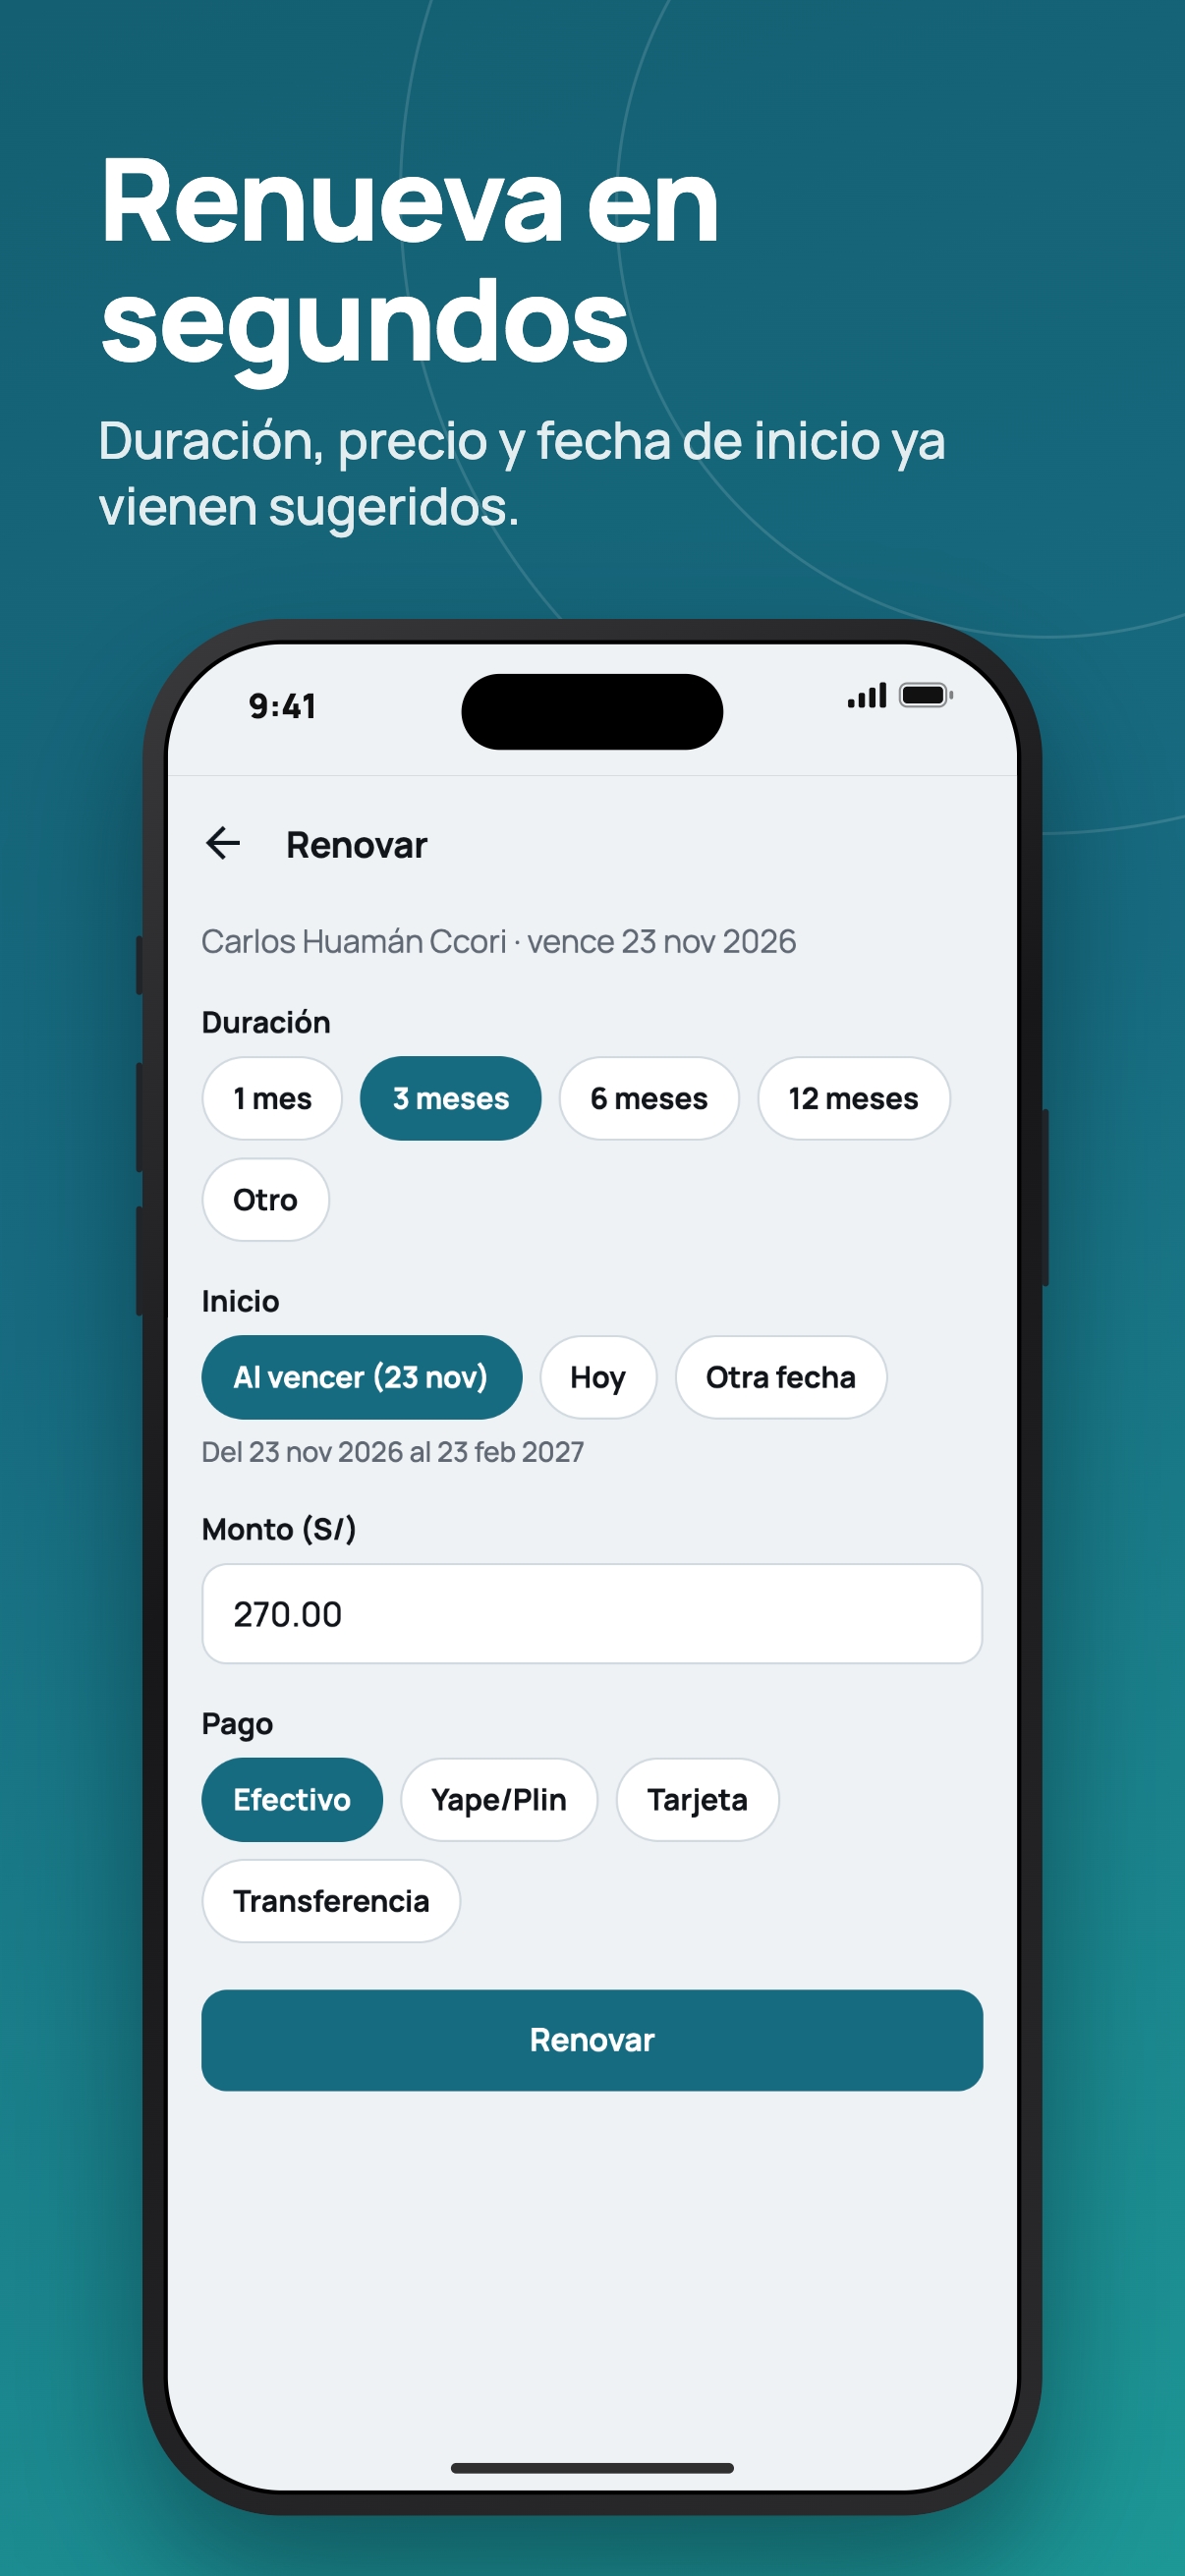 Renueva en
segundos
Duración, precio y fecha de inicio ya
vienen sugeridos.
9:41
Renovar
Carlos Huamán Ccori · vence 23 nov 2026
Duración
1 mes 3 meses 6 meses 12 meses
Otro
Inicio
Al vencer (23 nov) Hoy Otra fecha
Del 23 nov 2026 al 23 feb 2027
Monto (S/)
270.00
Pago
Efectivo Yape/Plin Tarjeta
Transferencia
Renovar